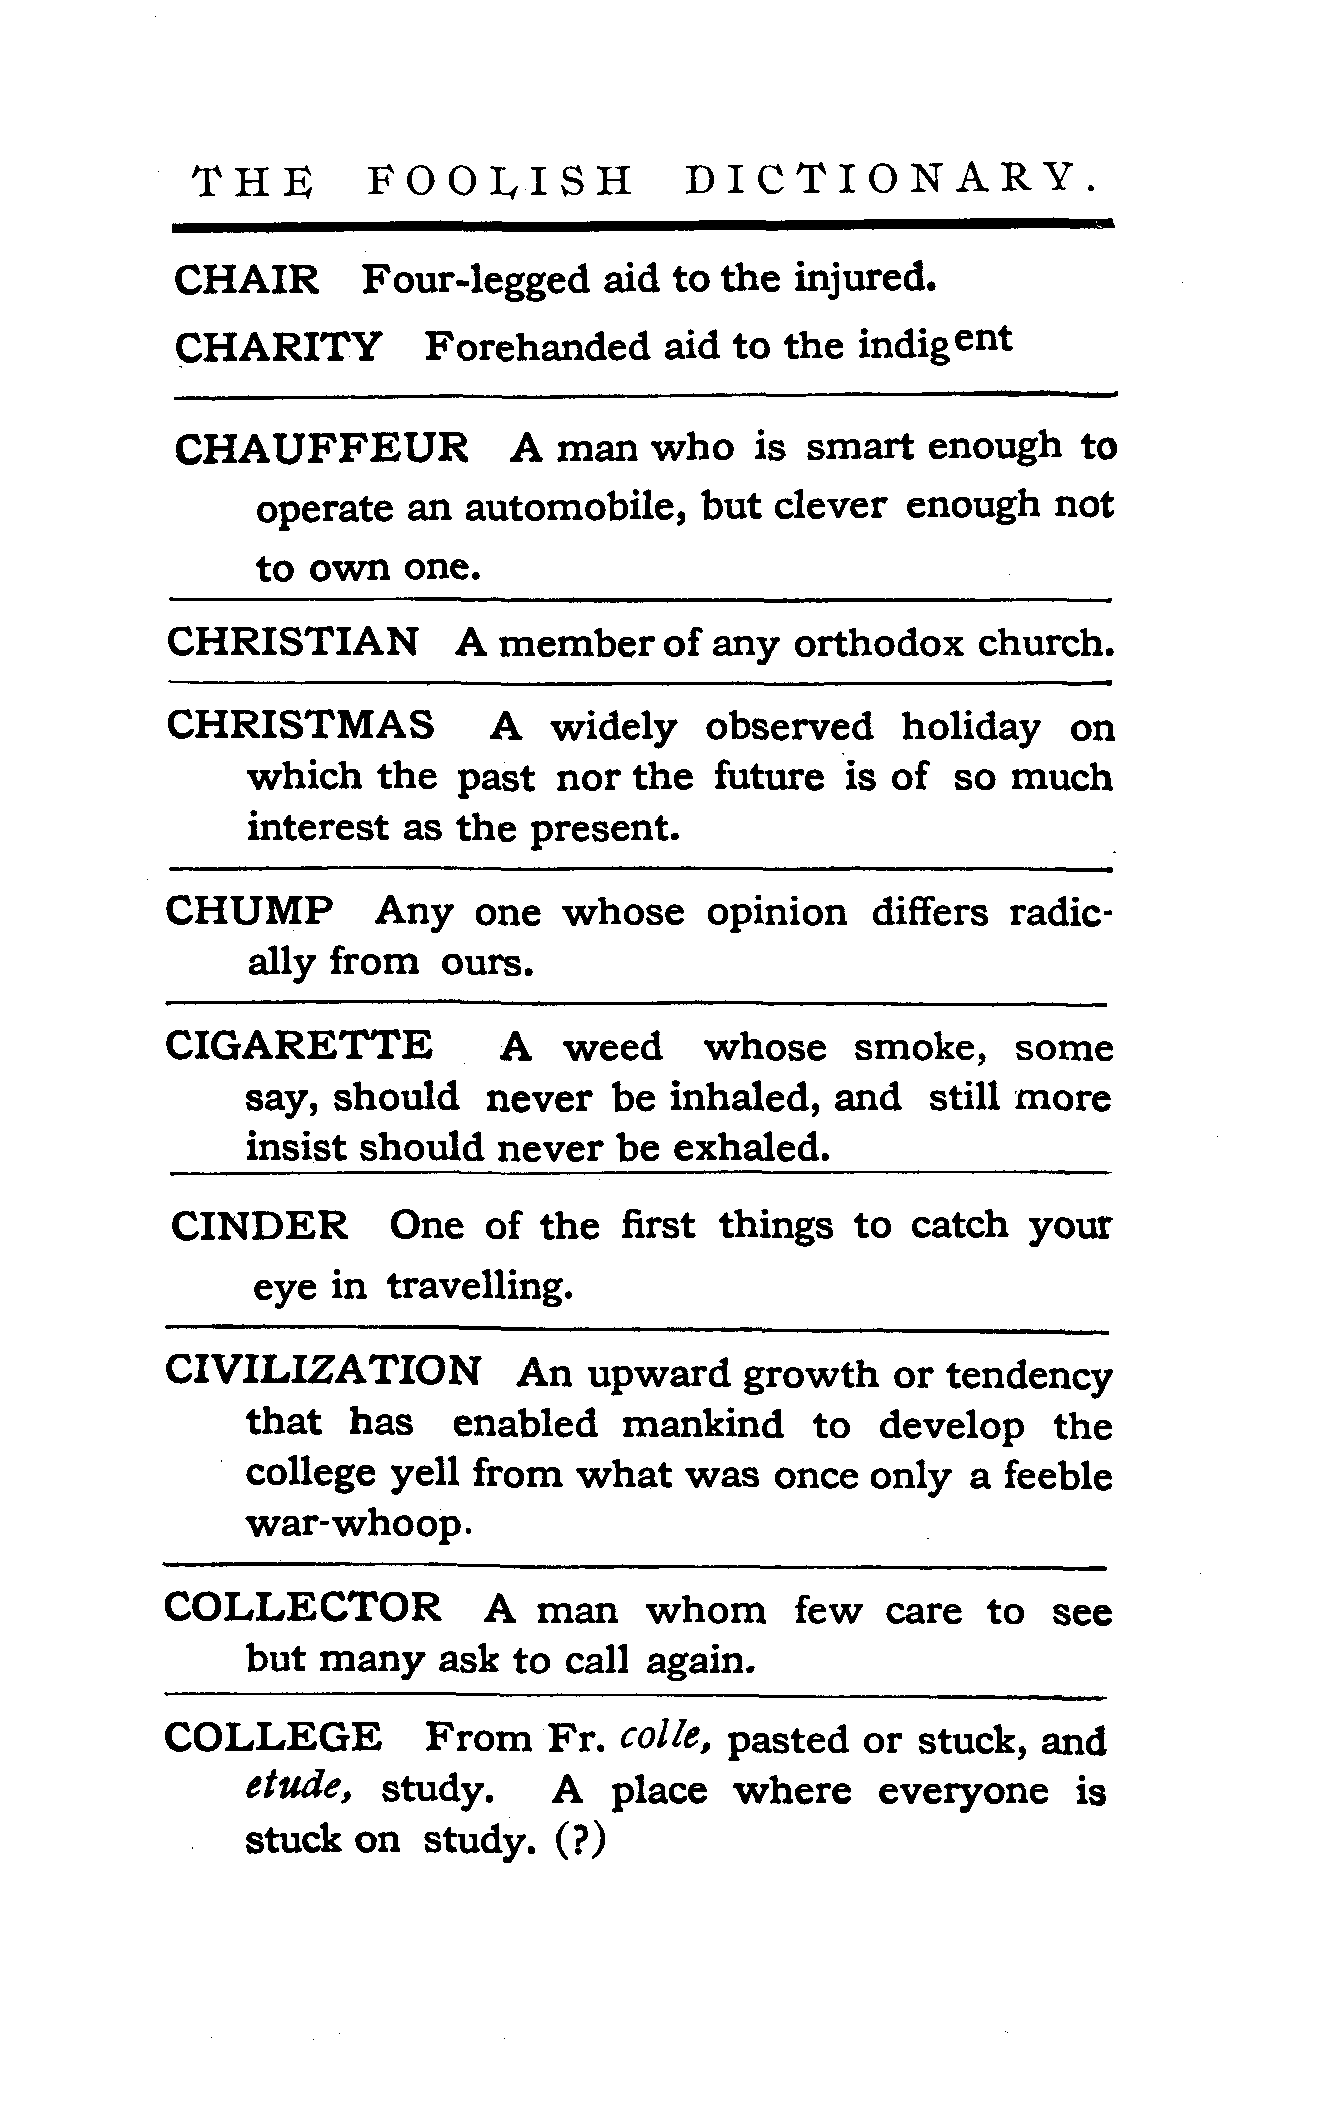 THE FOOLISH DICTIONARY.
CHAIR Four-legged aid to the injured.
CHARITY Forehanded aid to the indigent
CHAUFFEUR A man who is smart enough to
operate an automobile, but clever enough not
to own one.
CHRISTIAN A member of any orthodox church.
CHRISTMAS A widely observed holiday on
which the past nor the future is of so much
interest as the present.
CHUMP Any one whose opinion differs radic-
ally from ours.
CIGARETTE A weed whose smoke, some
say, should never be inhaled, and still more
insist should never be exhaled.
CINDER One of the first things to catch your
eye in travelling.
CIVILIZATION An upward growth or tendency
that has enabled mankind to develop the
college yell from what was once only a feeble
war-whoop.
COLLECTOR A man whom few care to see
but many ask to call again.
COLLEGE From Fr. colle, pasted or stuck, and
etude, study. A place where everyone is
stuck on study. (?)